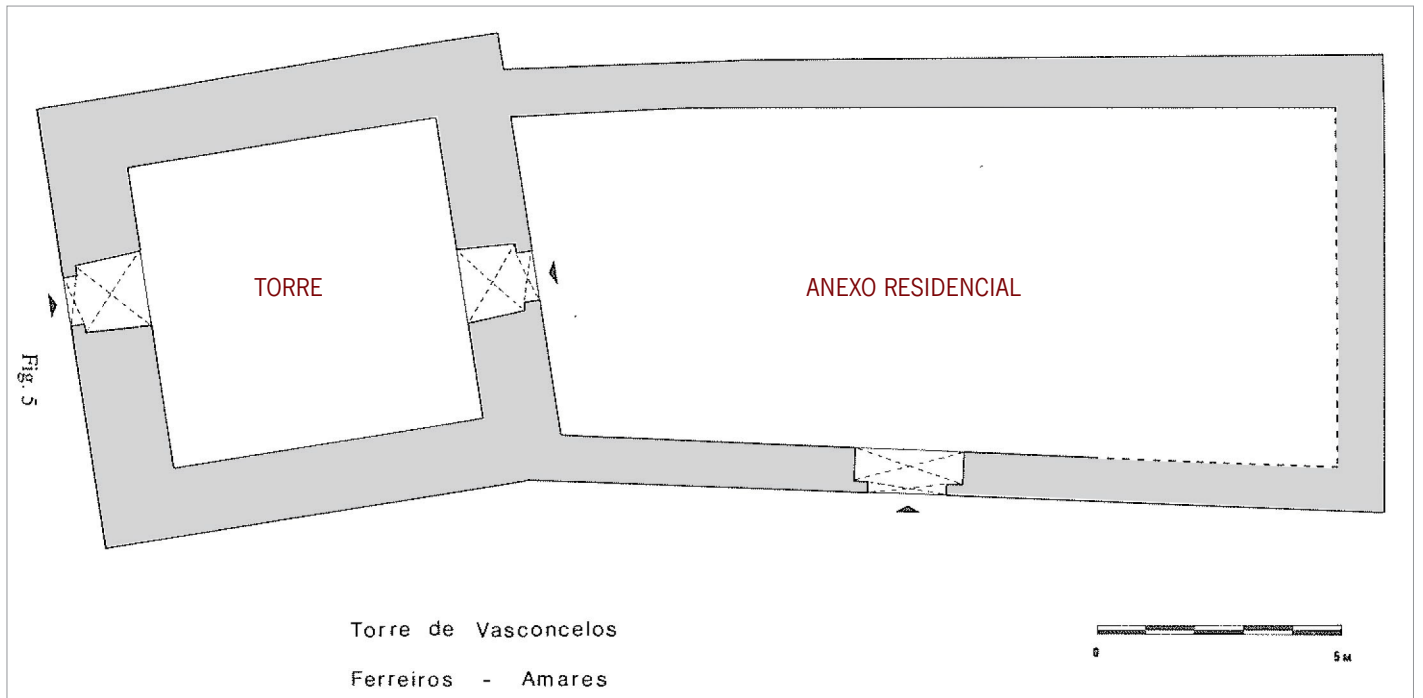 TORRE
ANEXO RESIDENCIAL
Fig. 5
Torre de Vasconcelos
Ferreiros - Amares
0 5 M